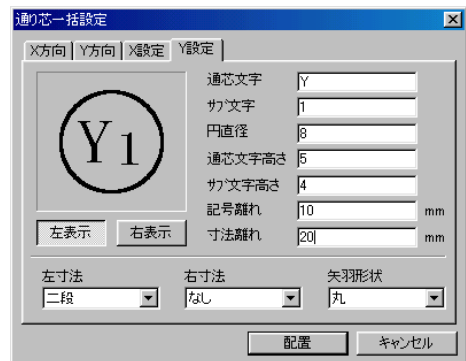 通り芯一括設定
X方向 Y方向 X設定 Y設定
Y1
通芯文字 Y
ｻﾌﾞ文字 1
円直径 8
通芯文字高さ 5
ｻﾌﾞ文字高さ 4
記号離れ 10 mm
寸法離れ 20 mm
左表示 右表示
左寸法 右寸法 矢羽形状
二段 なし 丸
配置 キャンセル